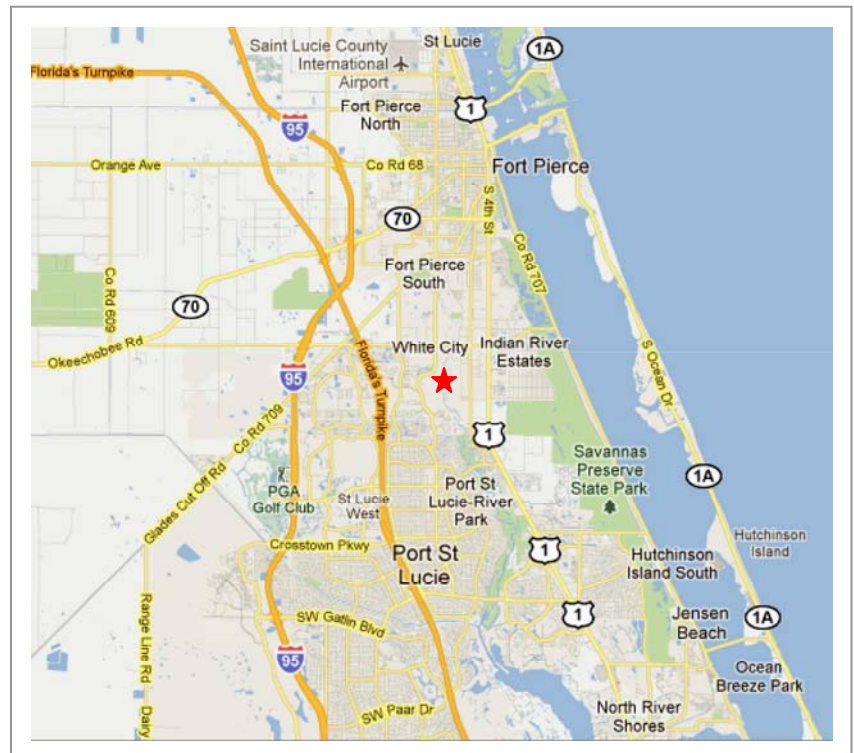 Saint Lucie County
International
Airport
St Lucie
1A
Florida's Turnpike
95
Fort Pierce
North
1
Orange Ave
Co Rd 68
Fort Pierce
S 4th St
70
Co Rd 707
Fort Pierce
South
Co Rd 609
70
Okeechobee Rd
White City
Indian River
Estates
Florida's Turnpike
S Ocean Dr
95
Co Rd 709
Glades Cut Off Rd
1
Savannas
Preserve
State Park
1A
PGA
Golf Club
St Lucie
West
Port St
Lucie-River
Park
Crosstown Pkwy
Port St
Lucie
1
Hutchinson
Island
Hutchinson
Island South
Range Line Rd
SW Gatlin Blvd
1
Jensen
Beach
1A
95
Ocean
Breeze Park
North River
Shores
SW Paar Dr
Dairy